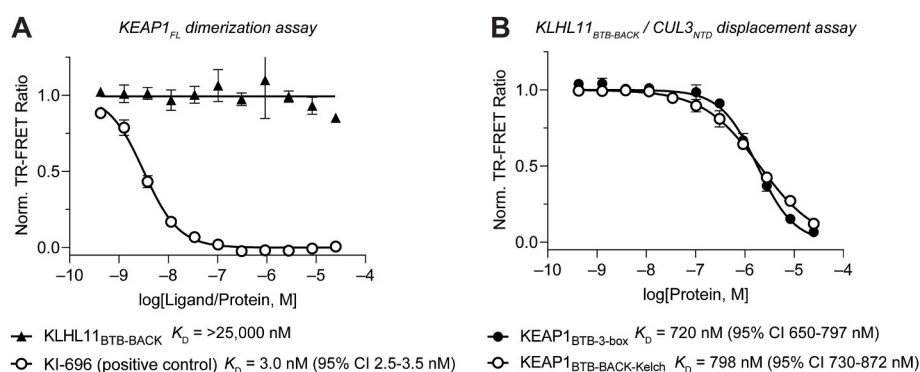 A
KEAP1FL dimerization assay
Norm. TR-FRET Ratio
1.0
0.5
0.0
–10
–9
–8
–7
–6
–5
–4
log[Ligand/Protein, M]
KLHL11BTB-BACK KD = >25,000 nM
KI-696 (positive control) KD = 3.0 nM (95% CI 2.5-3.5 nM)
B
KLHL11BTB-BACK / CUL3NTD displacement assay
Norm. TR-FRET Ratio
1.0
0.5
0.0
–10
–9
–8
–7
–6
–5
–4
log[Protein, M]
KEAP1BTB-3-box KD = 720 nM (95% CI 650-797 nM)
KEAP1BTB-BACK-Kelch KD = 798 nM (95% CI 730-872 nM)